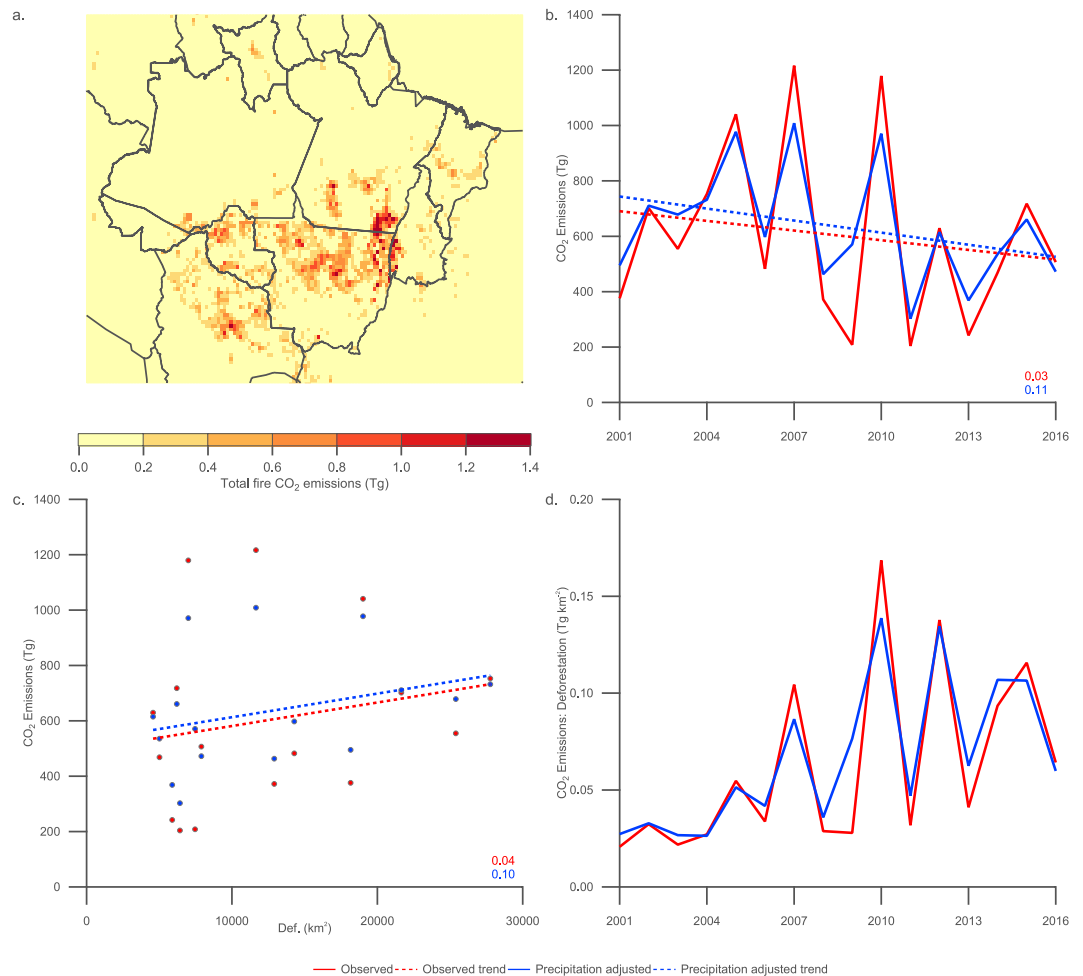 a.
0.0 0.2 0.4 0.6 0.8 1.0 1.2 1.4
Total fire CO₂ emissions (Tg)
b.
1400
1200
1000
800
600
400
200
0
CO₂ Emissions (Tg)
0.03
0.11
2001 2004 2007 2010 2013 2016
c.
1400
1200
1000
800
600
400
200
0
CO₂ Emissions (Tg)
0.04
0.10
0 10000 20000 30000
Def. (km²)
d.
0.20
0.15
0.10
0.05
0.00
CO₂ Emissions: Deforestation (Tg km⁻²)
2001 2004 2007 2010 2013 2016
Observed Observed trend Precipitation adjusted Precipitation adjusted trend